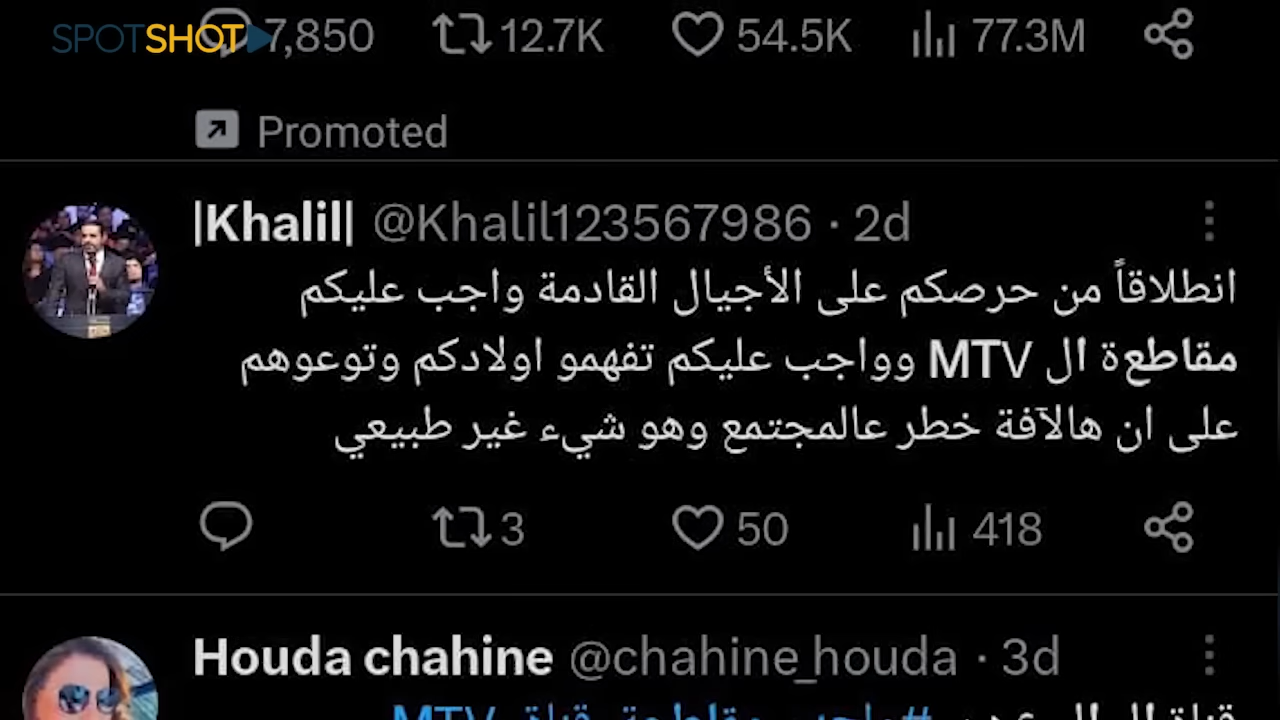 SPOTSHOT
7,850 12.7K 54.5K 77.3M
Promoted
|Khalil| @Khalil123567986 · 2d
انطلاقاً من حرصكم على الأجيال القادمة واجب عليكم
مقاطعة ال MTV وواجب عليكم تفهمو اولادكم وتوعوهم
على ان هالآفة خطر عالمجتمع وهو شيء غير طبيعي
3 50 418
Houda chahine @chahine_houda · 3d
#واجب_مقاطعة_قناة_MTV